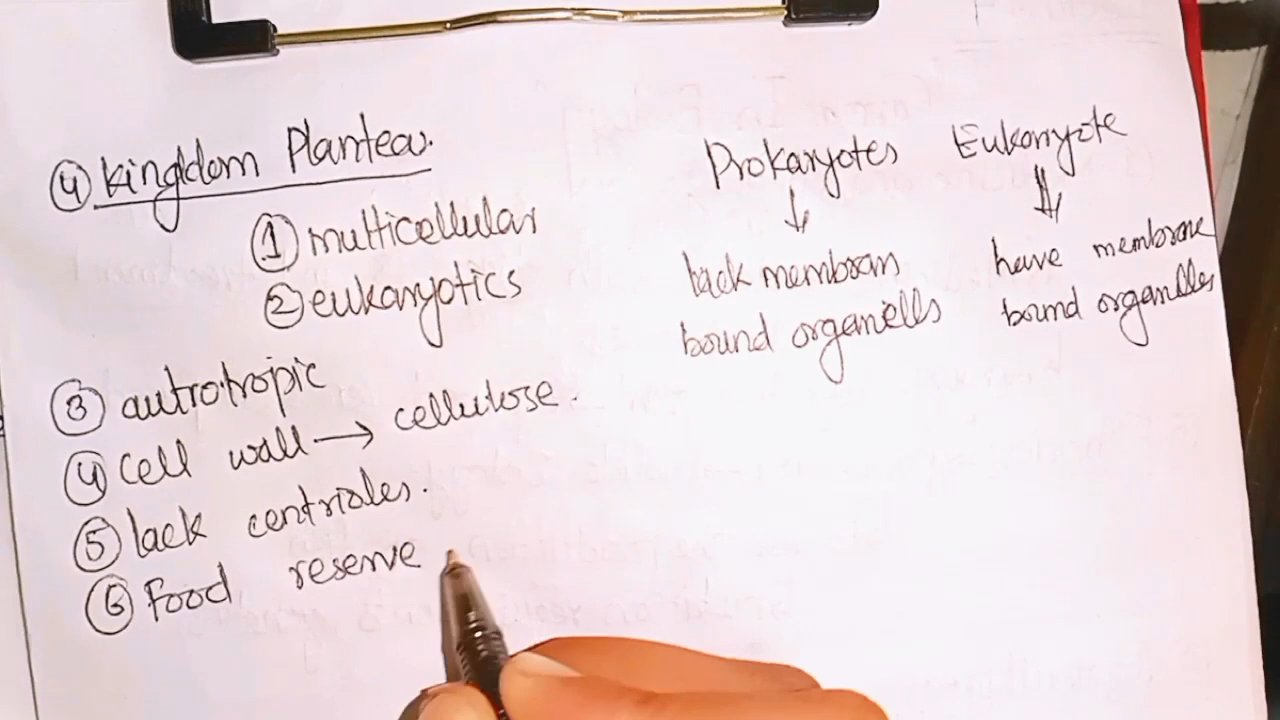 ④ Kingdom Planteav.
① multicellular
② eukaryotics
③ autrotropic
④ cell wall → cellulose.
⑤ lack centrioles.
⑥ Food reserve
Prokaryotes
↓
lack membran
bound organells
Eukaryote
⇓
have membrane
bound organelles